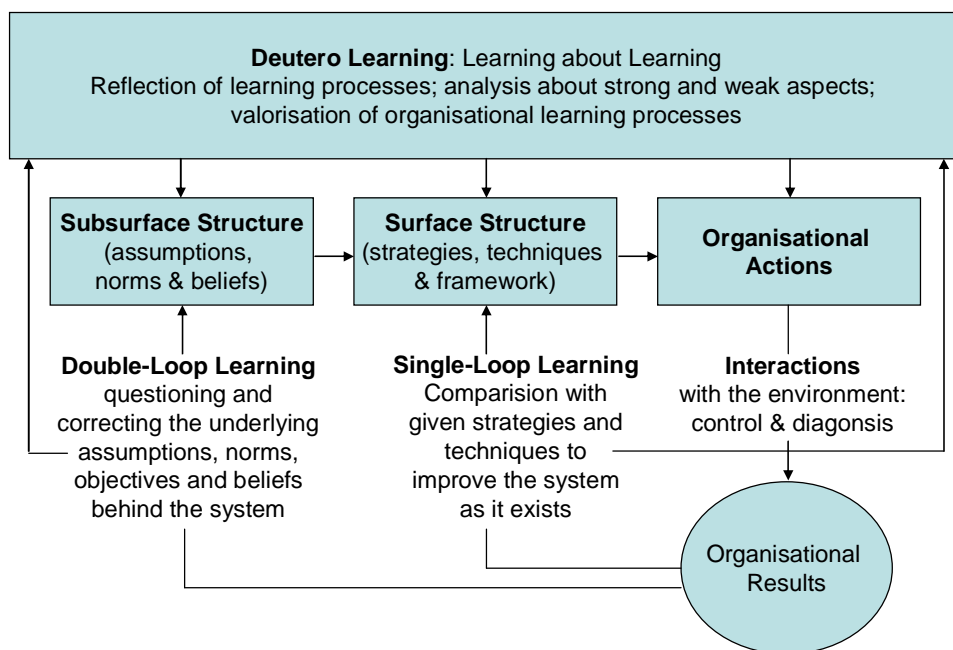 Deutero Learning: Learning about Learning
Reflection of learning processes; analysis about strong and weak aspects;
valorisation of organisational learning processes
Subsurface Structure
(assumptions,
norms & beliefs)
Surface Structure
(strategies, techniques
& framework)
Organisational
Actions
Double-Loop Learning
questioning and
correcting the underlying
assumptions, norms,
objectives and beliefs
behind the system
Single-Loop Learning
Comparision with
given strategies and
techniques to
improve the system
as it exists
Interactions
with the environment:
control & diagonsis
Organisational
Results